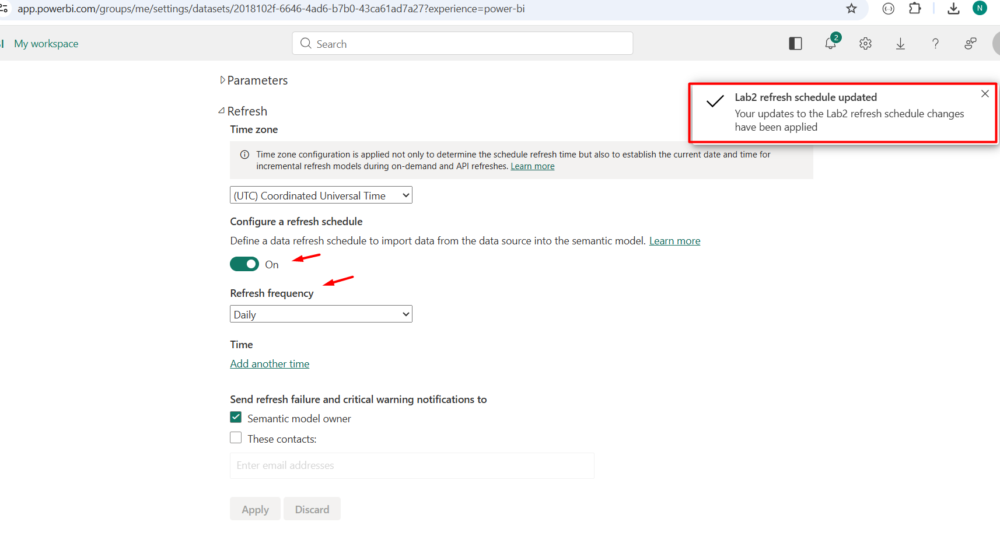 app.powerbi.com/groups/me/settings/datasets/2018102f-6646-4ad6-b7b0-43ca61ad7a27?experience=power-bi
N
My workspace
Search
2
?
Parameters
Lab2 refresh schedule updated
Your updates to the Lab2 refresh schedule changes
have been applied
Refresh
Time zone
Time zone configuration is applied not only to determine the schedule refresh time but also to establish the current date and time for
incremental refresh models during on-demand and API refreshes. Learn more
(UTC) Coordinated Universal Time
Configure a refresh schedule
Define a data refresh schedule to import data from the data source into the semantic model. Learn more
On
Refresh frequency
Daily
Time
Add another time
Send refresh failure and critical warning notifications to
Semantic model owner
These contacts:
Enter email addresses
Apply Discard